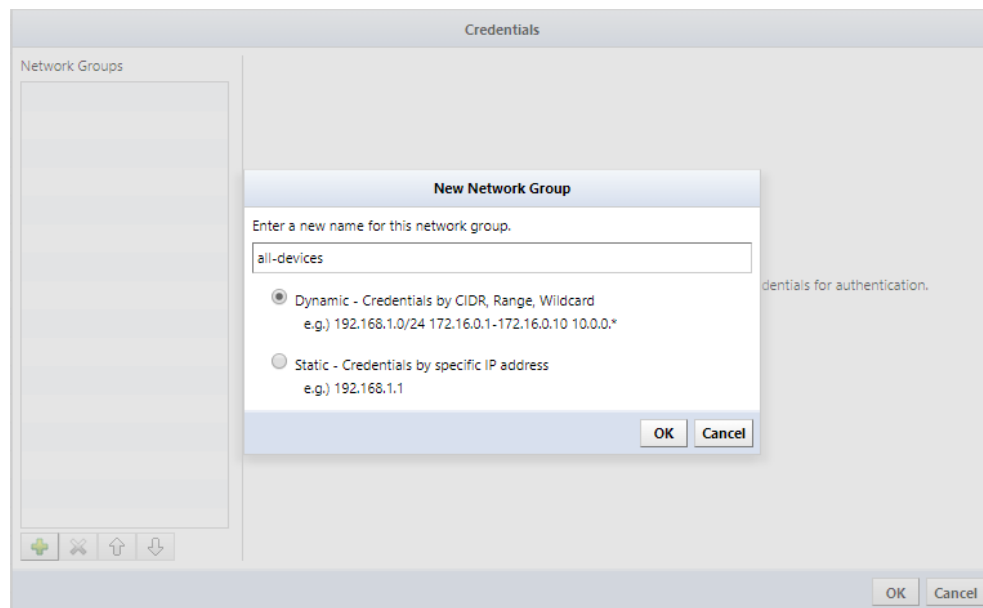 Credentials
Network Groups
New Network Group
Enter a new name for this network group.
all-devices
dentials for authentication.
Dynamic - Credentials by CIDR, Range, Wildcard
e.g.) 192.168.1.0/24 172.16.0.1-172.16.0.10 10.0.0.*
Static - Credentials by specific IP address
e.g.) 192.168.1.1
OK Cancel
OK Cancel